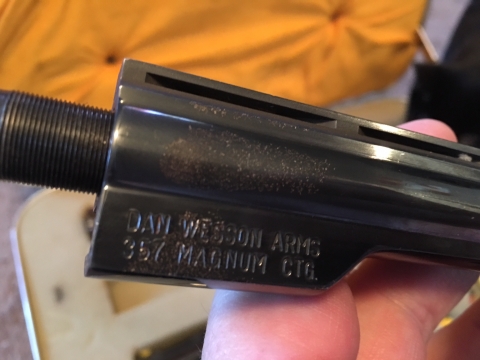 DAN WESSON ARMS
357 MAGNUM CTG.